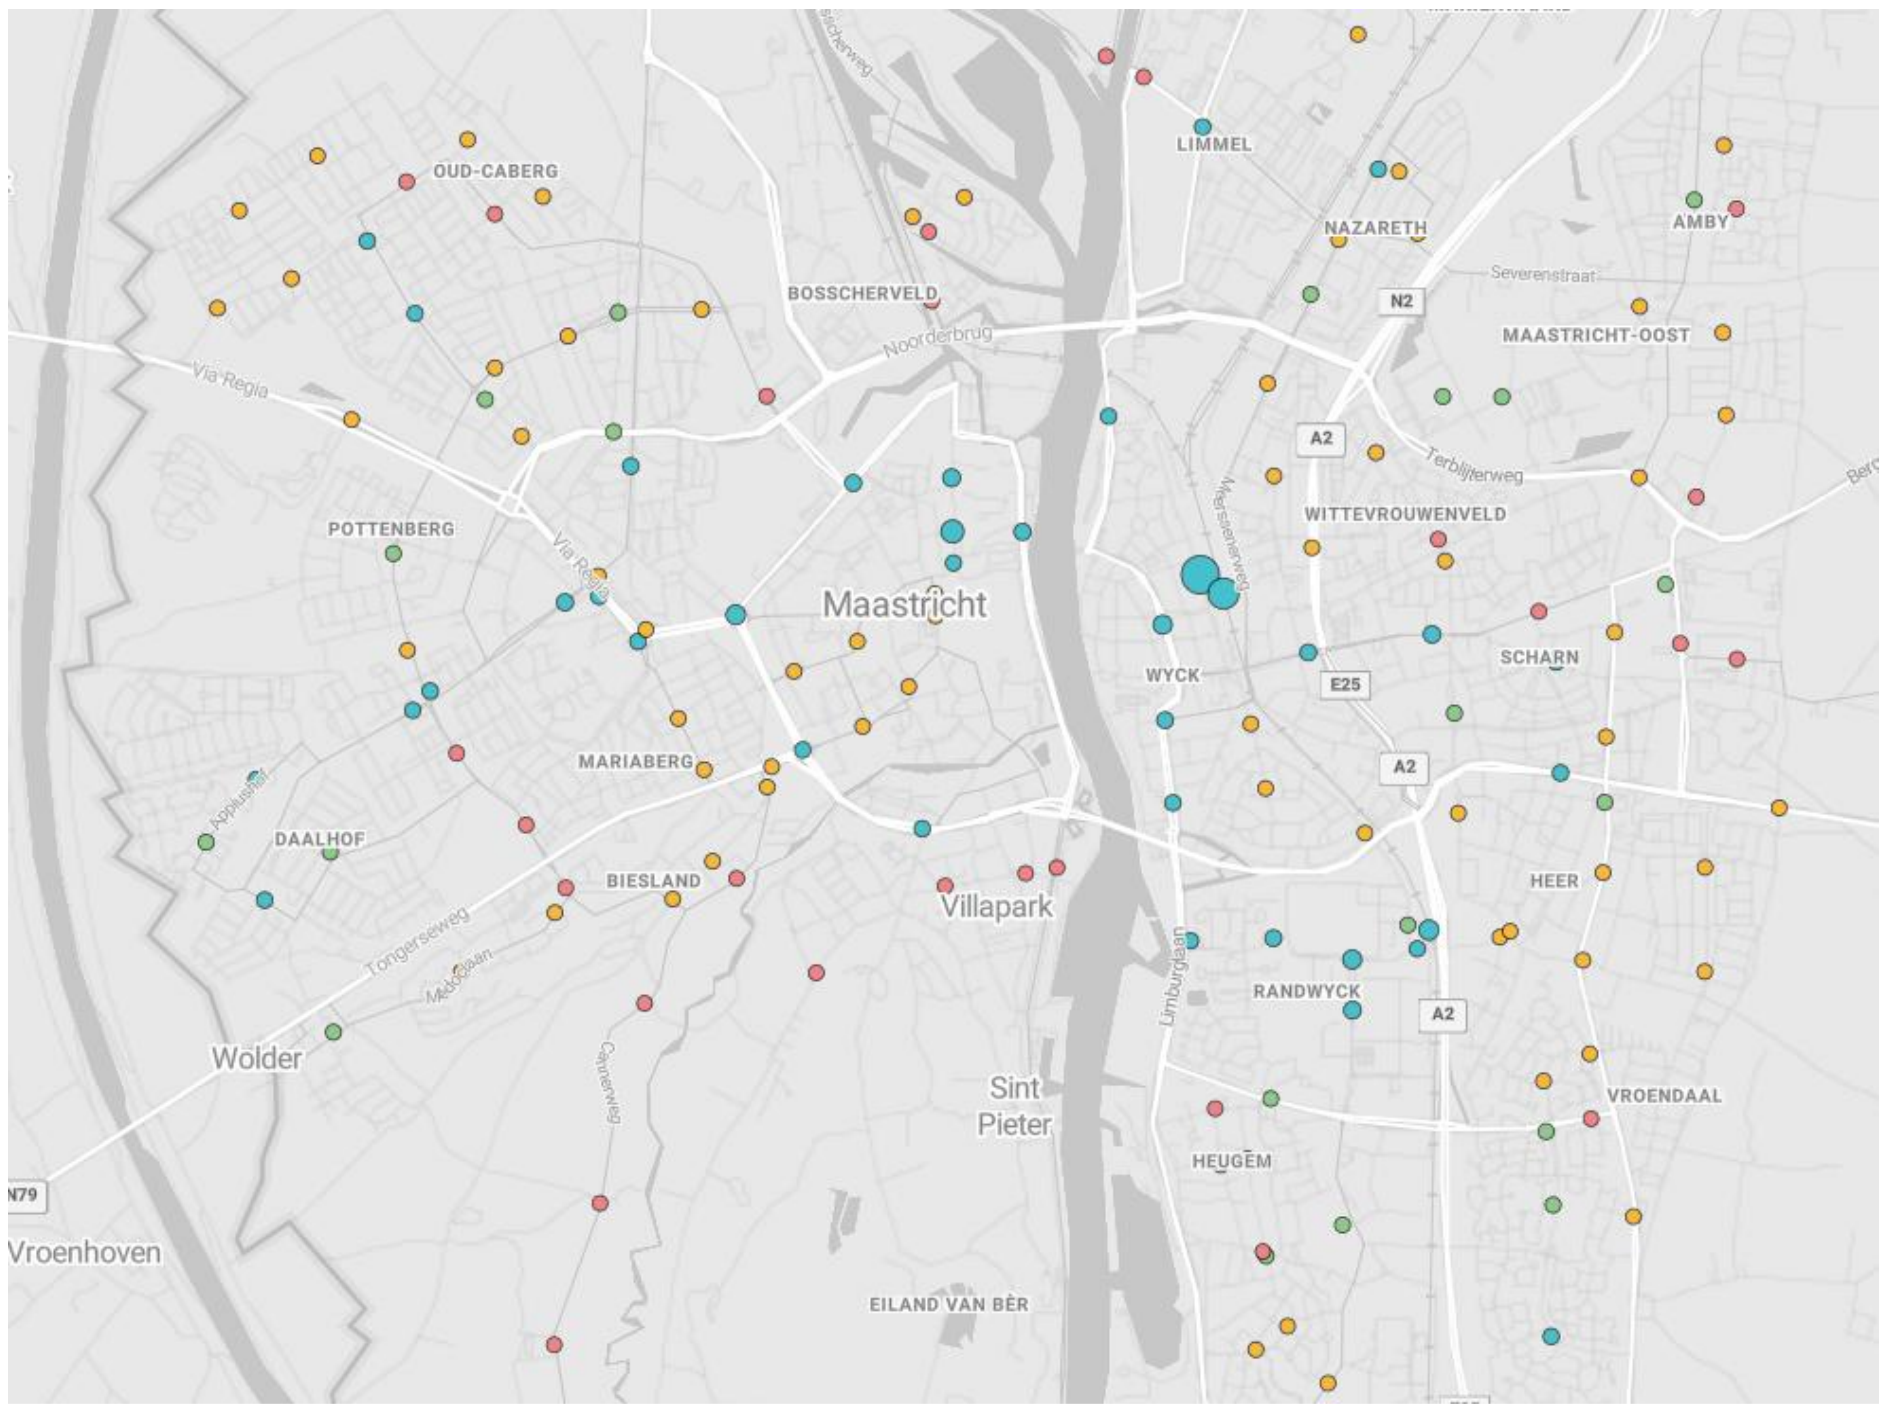 LIMMEL
OUD-CABERG
NAZARETH
AMBY
Severenstraat
BOSSCHERVELD
N2
MAASTRICHT-OOST
Noorderbrug
Via Regia
A2
Terblijterweg
Berg
POTTENBERG
WITTEVROUWENVELD
Meerssenerweg
Via Regia
Maastricht
WYCK
SCHARN
E25
MARIABERG
A2
Appiushof
DAALHOF
BIESLAND
HEER
Villapark
Tongerseweg
Limburglaan
RANDWYCK
A2
Wolder
Cannerweg
Sint
Pieter
VROENDAAL
HEUGEM
N79
Vroenhoven
EILAND VAN BÈR